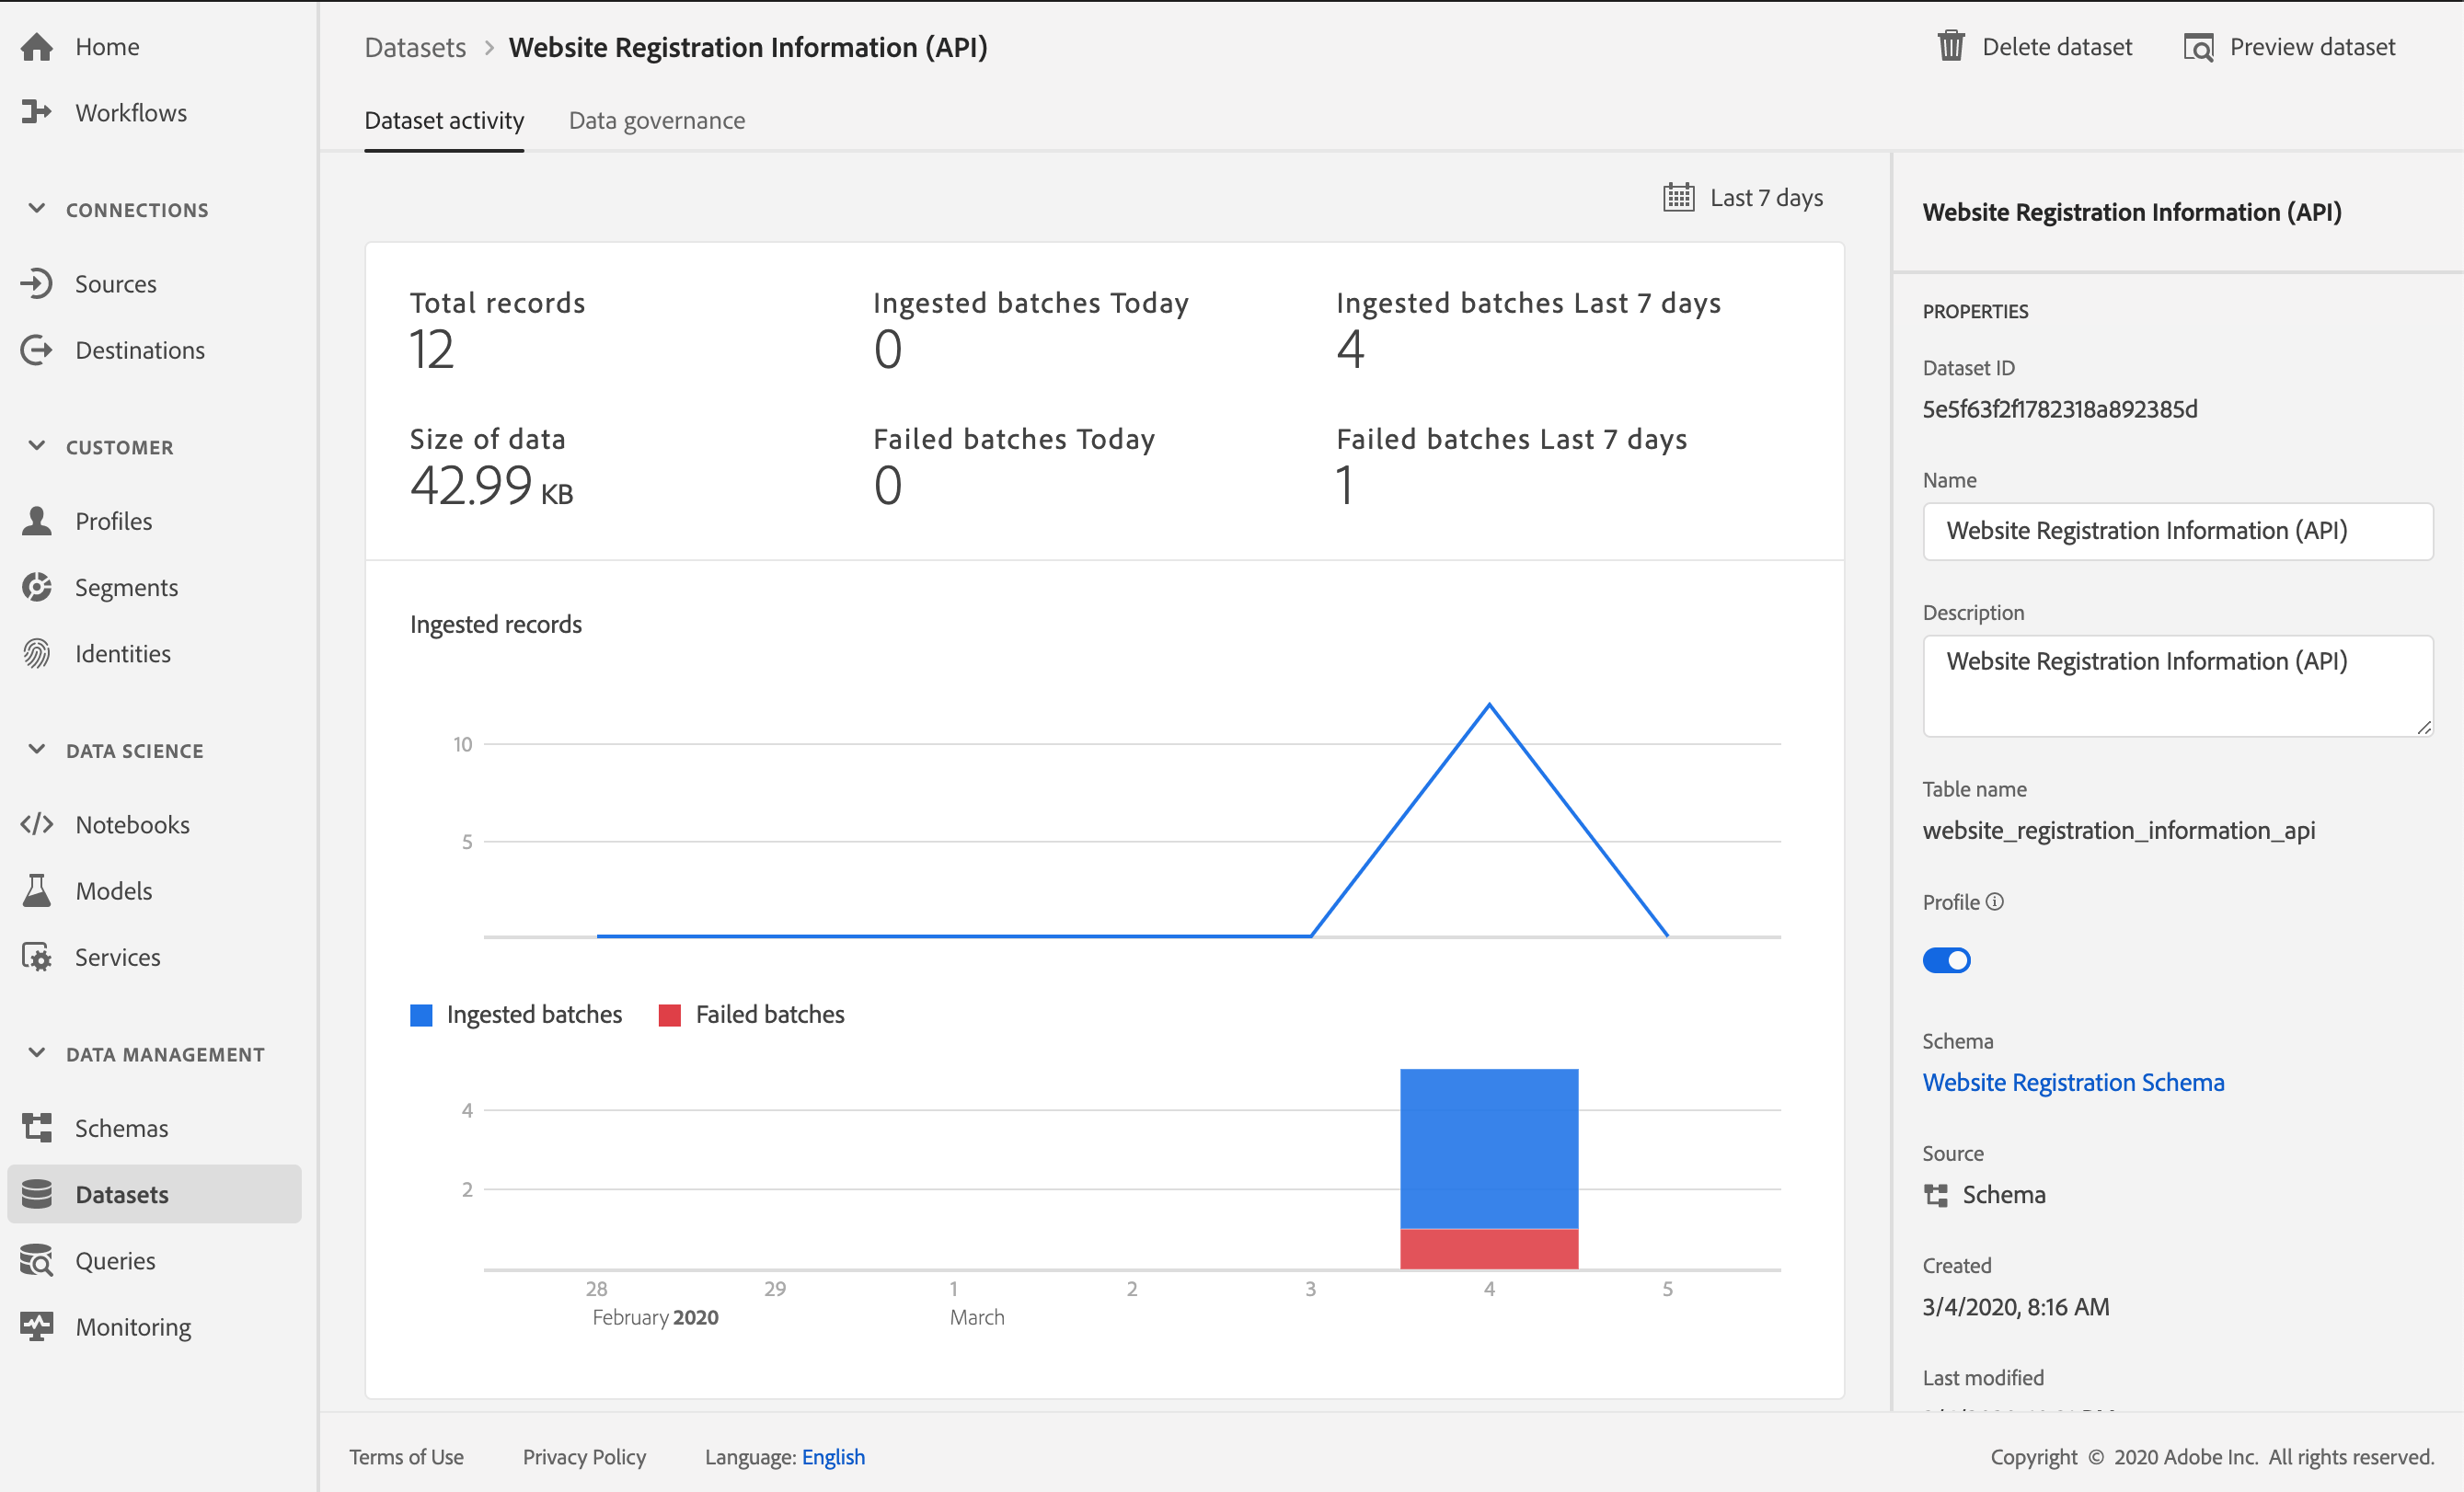 Home
Workflows
CONNECTIONS
Sources
Destinations
CUSTOMER
Profiles
Segments
Identities
DATA SCIENCE
Notebooks
Models
Services
DATA MANAGEMENT
Schemas
Datasets
Queries
Monitoring
Datasets > Website Registration Information (API)
Delete dataset
Preview dataset
Dataset activity
Data governance
Last 7 days
Total records
12
Ingested batches Today
0
Ingested batches Last 7 days
4
Size of data
42.99 KB
Failed batches Today
0
Failed batches Last 7 days
1
Ingested records
10
5
Ingested batches
Failed batches
4
2
28 29 1 2 3 4 5
February 2020 March
Website Registration Information (API)
PROPERTIES
Dataset ID
5e5f63f2f1782318a892385d
Name
Website Registration Information (API)
Description
Website Registration Information (API)
Table name
website_registration_information_api
Profile
Schema
Website Registration Schema
Source
Schema
Created
3/4/2020, 8:16 AM
Last modified
Terms of Use
Privacy Policy
Language: English
Copyright © 2020 Adobe Inc. All rights reserved.